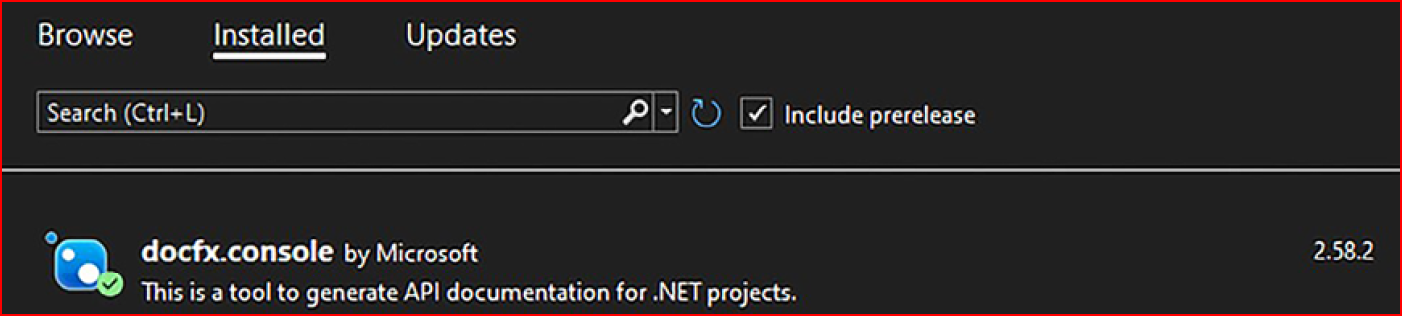 Browse Installed Updates
Search (Ctrl+L) Include prerelease
docfx.console by Microsoft 2.58.2
This is a tool to generate API documentation for .NET projects.